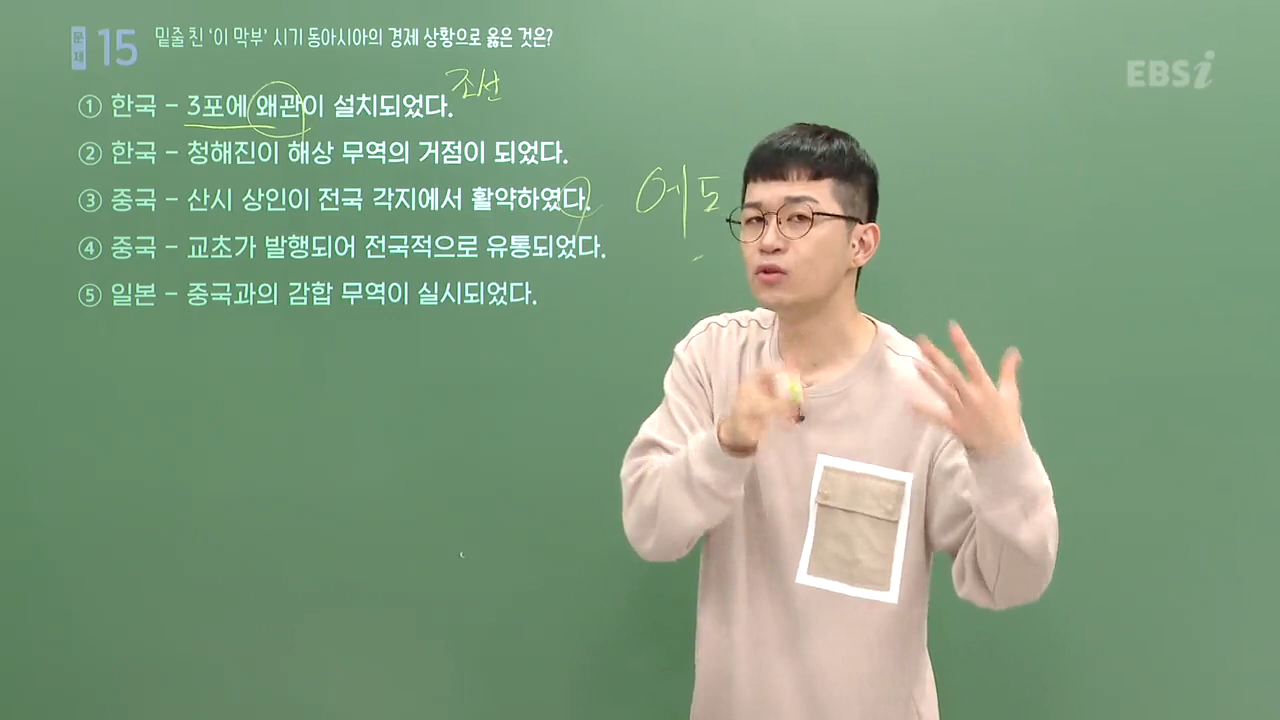 문제 15 밑줄 친 '이 막부' 시기 동아시아의 경제 상황으로 옳은 것은?
EBSi
조선
① 한국 - 3포에 왜관이 설치되었다.
② 한국 - 청해진이 해상 무역의 거점이 되었다.
③ 중국 - 산시 상인이 전국 각지에서 활약하였다.
에도
④ 중국 - 교초가 발행되어 전국적으로 유통되었다.
⑤ 일본 - 중국과의 감합 무역이 실시되었다.